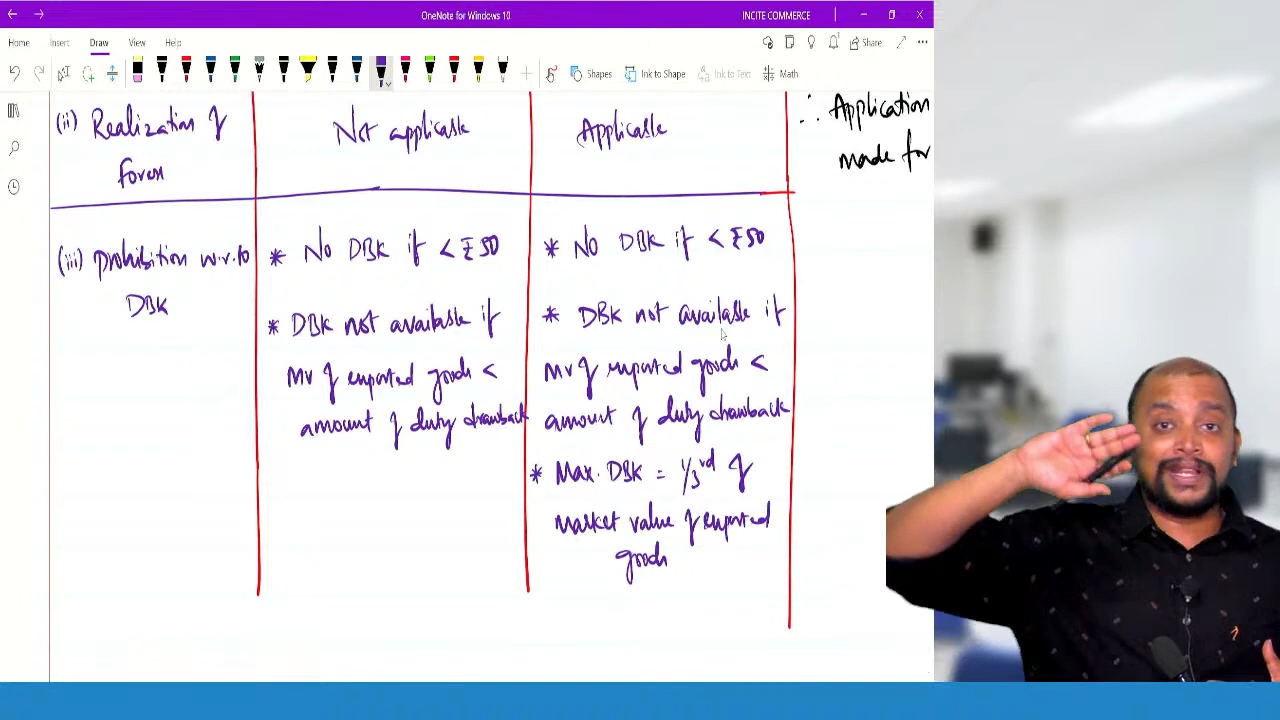 OneNote for Windows 10
INCITE COMMERCE
Home Insert Draw View Help
Share
Shapes Ink to Shape Ink to Text Math
(ii) Realization of
forex
Not applicable
Applicable
∴ Application
made for
(iii) Prohibition w.r.to
DBK
* No DBK if < ₹50
* DBK not available if
MV of exported goods <
amount of duty drawback
* No DBK if < ₹50
* DBK not available if
MV of exported goods <
amount of duty drawback
* Max. DBK = 1/3rd of
market value of exported
goods